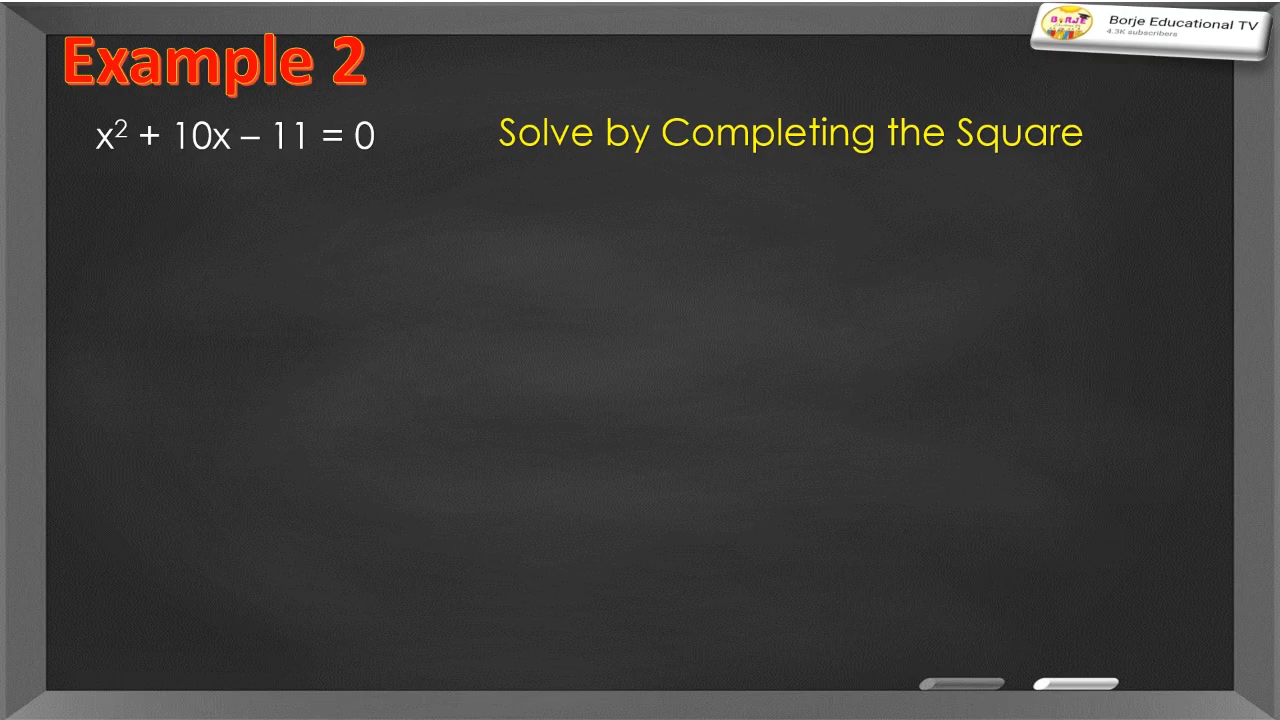 Borje Educational TV
4.3K subscribers
Example 2
x² + 10x – 11 = 0
Solve by Completing the Square